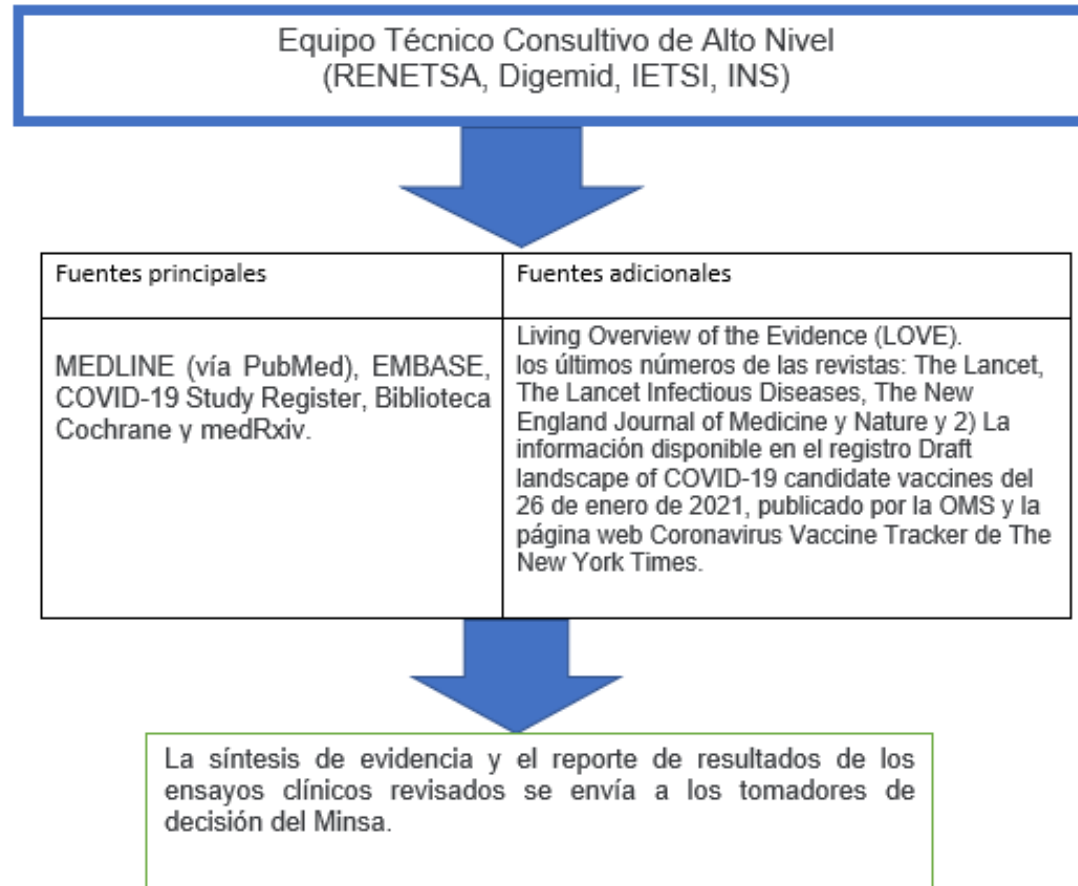 Equipo Técnico Consultivo de Alto Nivel
(RENETSA, Digemid, IETSI, INS)
Fuentes principales
Fuentes adicionales
MEDLINE (vía PubMed), EMBASE,
COVID-19 Study Register, Biblioteca
Cochrane y medRxiv.
Living Overview of the Evidence (LOVE).
los últimos números de las revistas: The Lancet,
The Lancet Infectious Diseases, The New
England Journal of Medicine y Nature y 2) La
información disponible en el registro Draft
landscape of COVID-19 candidate vaccines del
26 de enero de 2021, publicado por la OMS y la
página web Coronavirus Vaccine Tracker de The
New York Times.
La síntesis de evidencia y el reporte de resultados de los
ensayos clínicos revisados se envía a los tomadores de
decisión del Minsa.